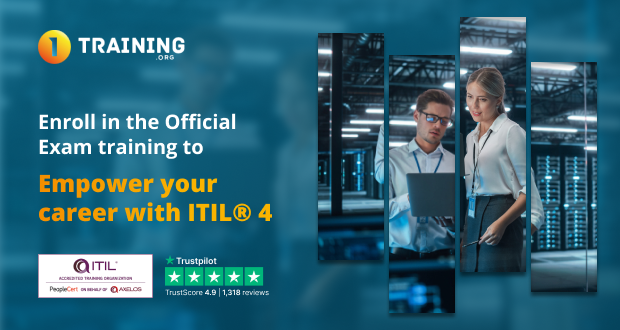 1 TRAINING
.ORG
Enroll in the Official
Exam training to
Empower your
career with ITIL® 4
ITIL®
ACCREDITED TRAINING ORGANIZATION
PeopleCert ON BEHALF OF AXELOS
Trustpilot
TrustScore 4.9 | 1,318 reviews